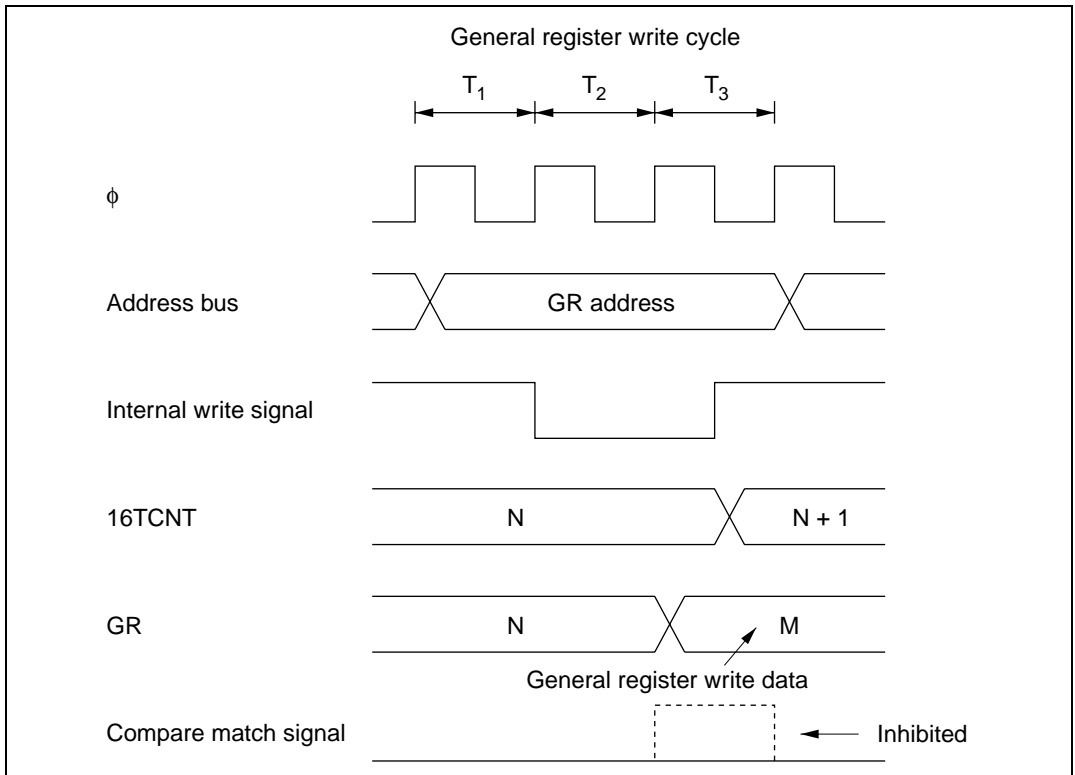 General register write cycle
T1 T2 T3
φ
Address bus GR address
Internal write signal
16TCNT N N + 1
GR N M
General register write data
Compare match signal Inhibited